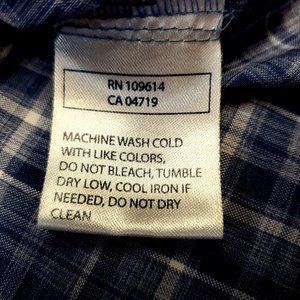 RN 109614
CA 04719
MACHINE WASH COLD
WITH LIKE COLORS,
DO NOT BLEACH, TUMBLE
DRY LOW, COOL IRON IF
NEEDED, DO NOT DRY
CLEAN